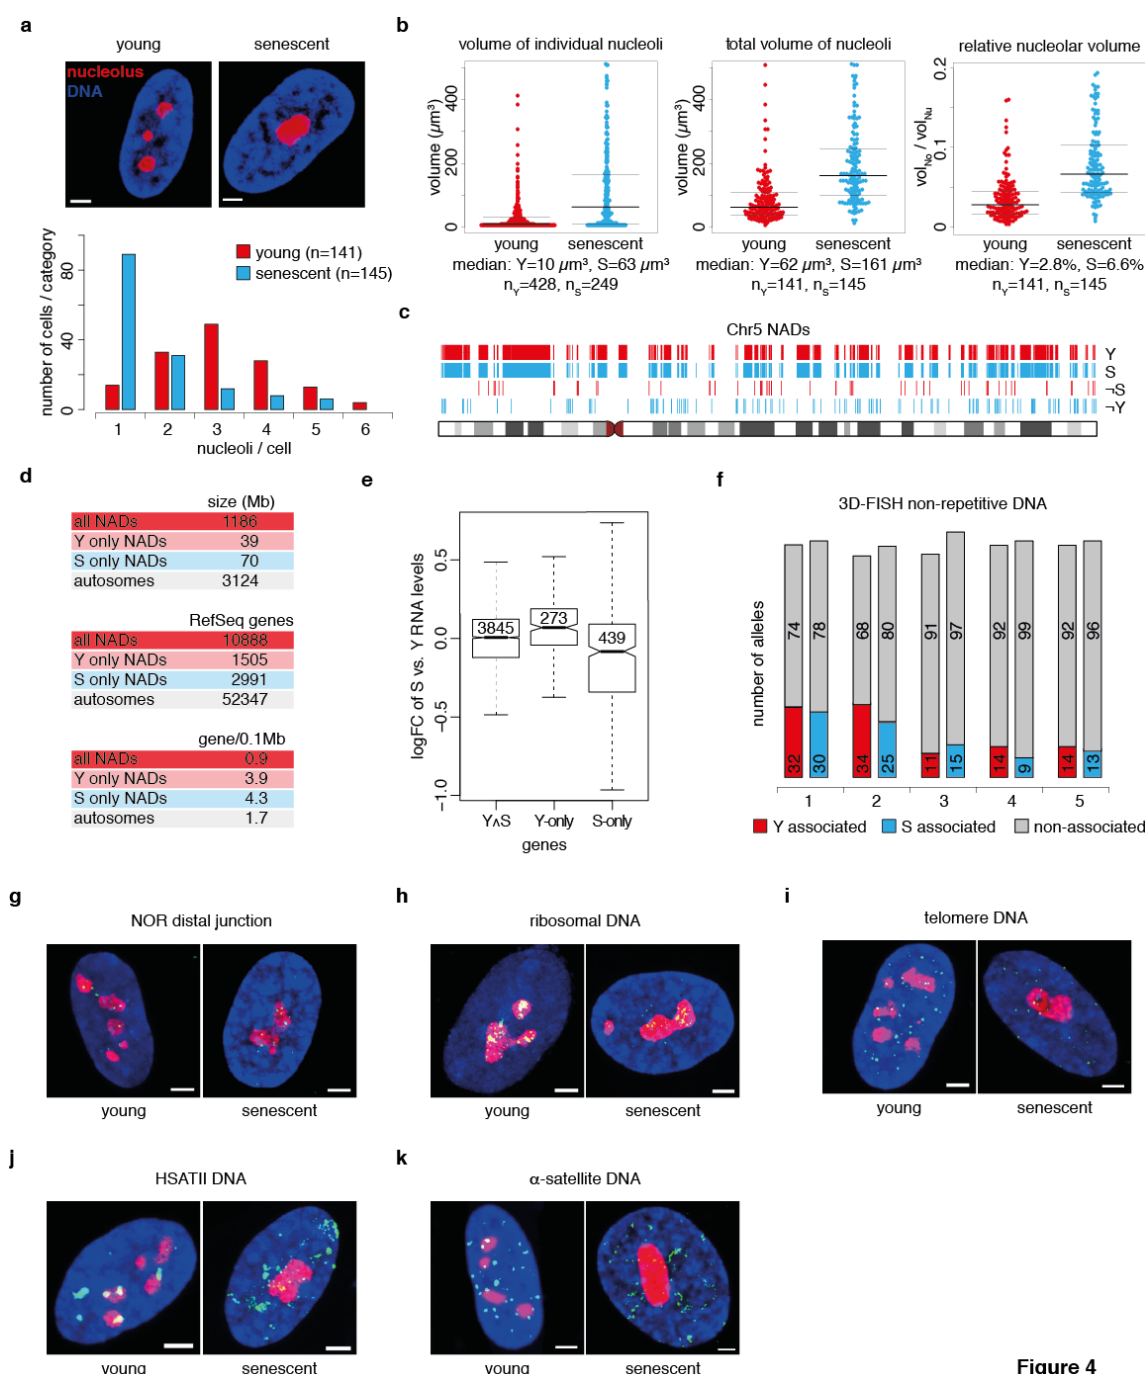 a
young
senescent
nucleolus
DNA
number of cells / category
80
40
0
young (n=141)
senescent (n=145)
1 2 3 4 5 6
nucleoli / cell
b
volume of individual nucleoli
volume (µm³)
400
200
0
young senescent
median: Y=10 µm³, S=63 µm³
nY=428, nS=249
total volume of nucleoli
volume (µm³)
400
200
0
young senescent
median: Y=62 µm³, S=161 µm³
nY=141, nS=145
relative nucleolar volume
volNo / volNu
0.2
0.1
0
young senescent
median: Y=2.8%, S=6.6%
nY=141, nS=145
c
Chr5 NADs
Y
S
¬S
¬Y
d
size (Mb)
all NADs 1186
Y only NADs 39
S only NADs 70
autosomes 3124
RefSeq genes
all NADs 10888
Y only NADs 1505
S only NADs 2991
autosomes 52347
gene/0.1Mb
all NADs 0.9
Y only NADs 3.9
S only NADs 4.3
autosomes 1.7
e
logFC of S vs. Y RNA levels
0.5
0.0
−0.5
−1.0
3845 273 439
Y∧S Y-only S-only
genes
f
3D-FISH non-repetitive DNA
number of alleles
74 78 68 80 91 97 92 99 92 96
32 30 34 25 11 15 14 9 14 13
1 2 3 4 5
Y associated S associated non-associated
g
NOR distal junction
young senescent
h
ribosomal DNA
young senescent
i
telomere DNA
young senescent
j
HSATII DNA
young senescent
k
α-satellite DNA
young senescent
Figure 4